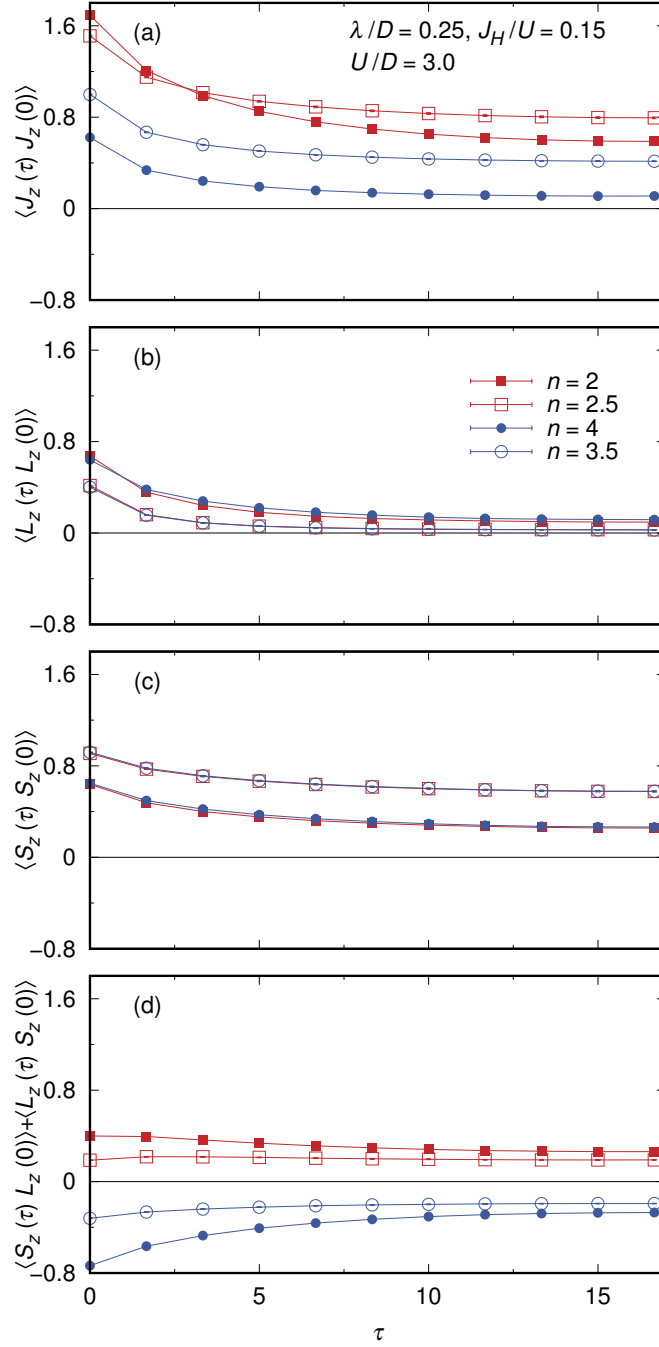 (a)
λ/D = 0.25, J_H/U = 0.15
U/D = 3.0
1.6
0.8
0
−0.8
⟨J_z(τ) J_z(0)⟩
(b)
n = 2
n = 2.5
n = 4
n = 3.5
1.6
0.8
0
−0.8
⟨L_z(τ) L_z(0)⟩
(c)
1.6
0.8
0
−0.8
⟨S_z(τ) S_z(0)⟩
(d)
1.6
0.8
0
−0.8
⟨S_z(τ) L_z(0)⟩+⟨L_z(τ) S_z(0)⟩
0 5 10 15
τ